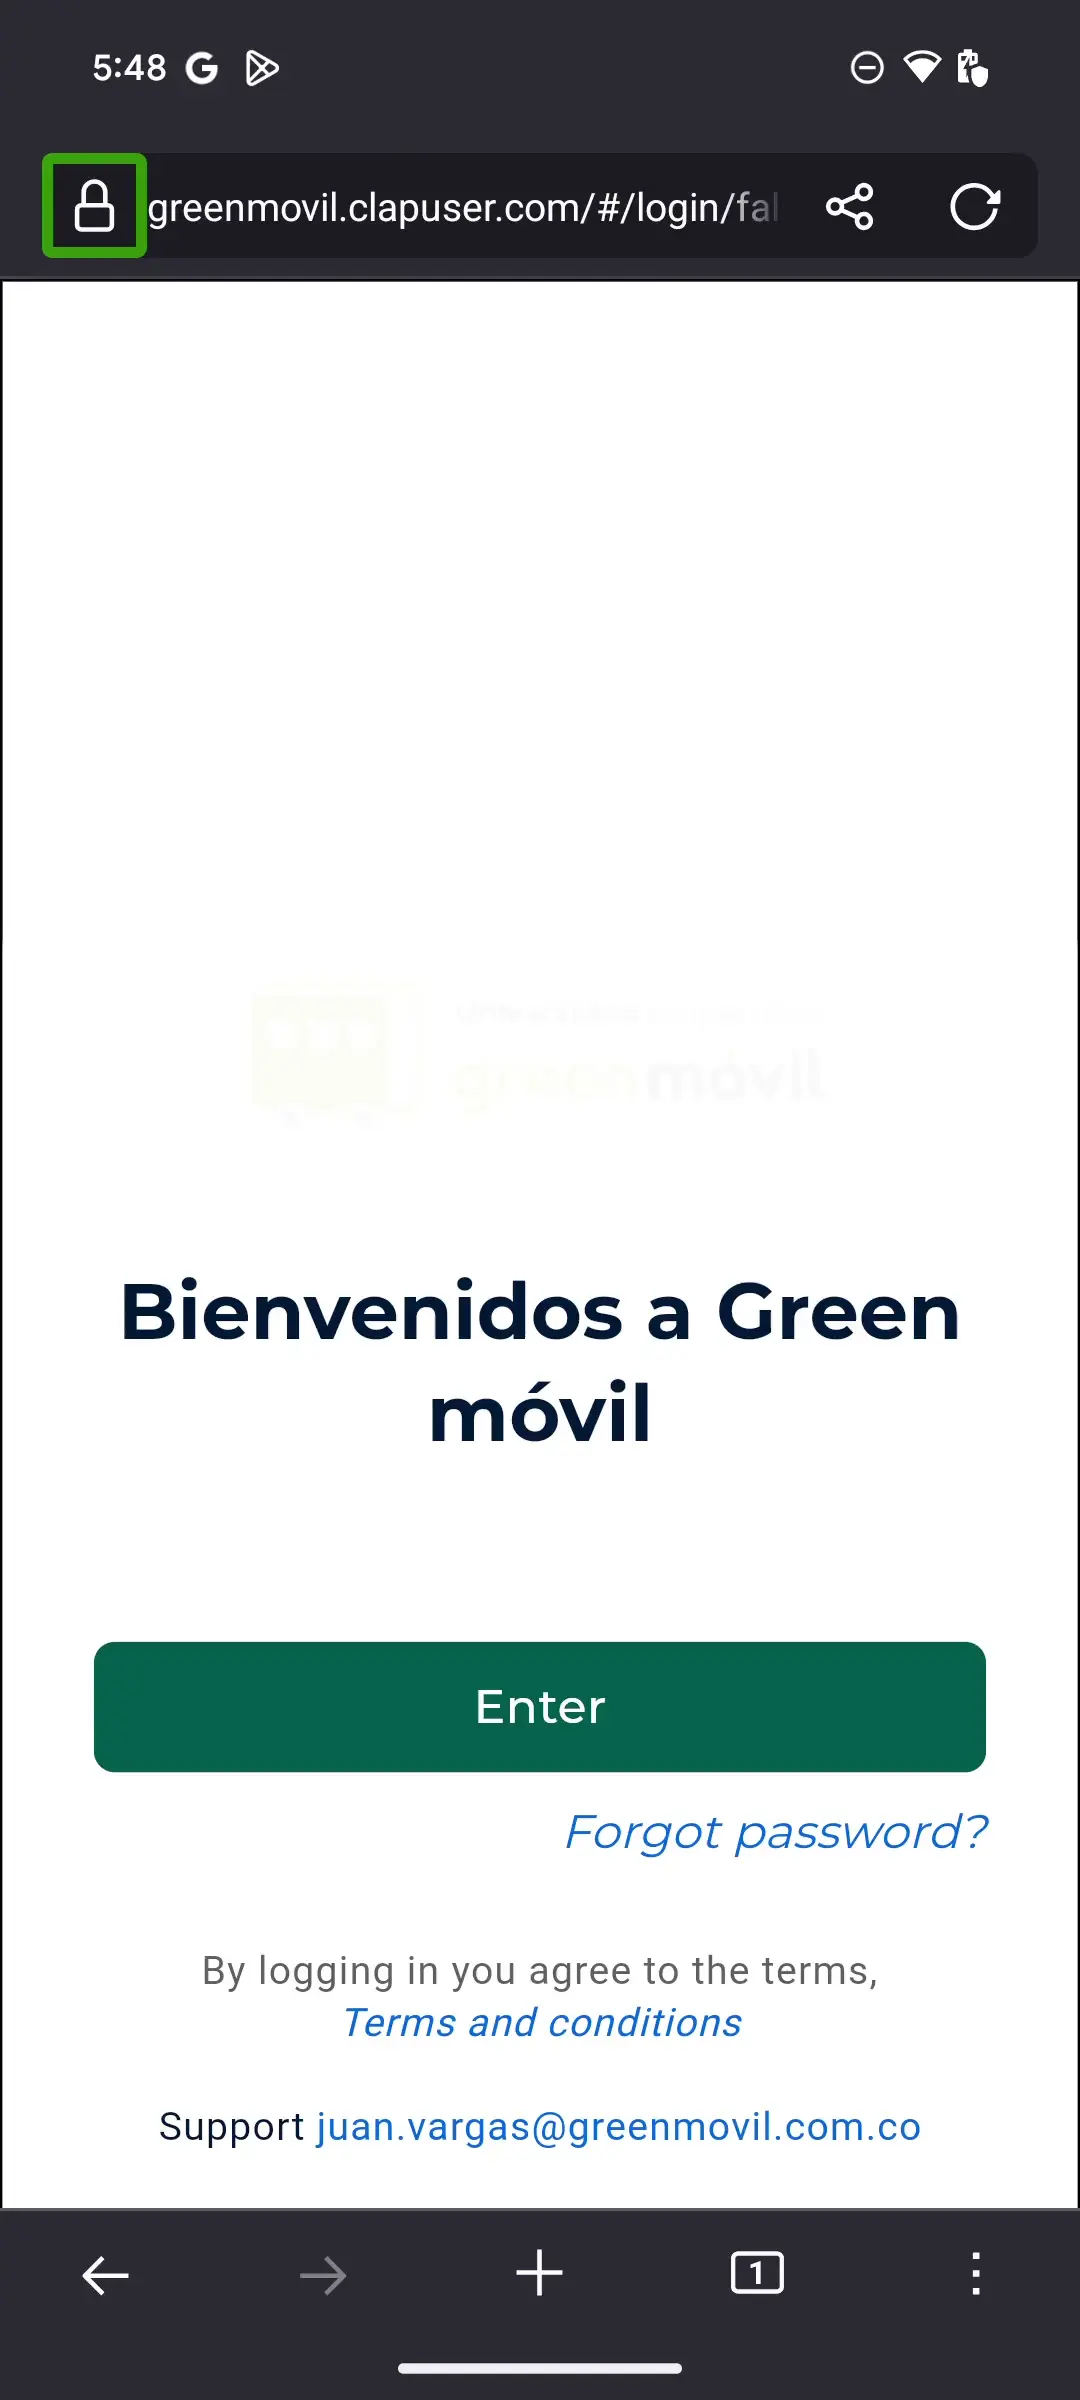 5:48
greenmovil.clapuser.com/#/login/fal
greenmóvil
Bienvenidos a Green
móvil
Enter
Forgot password?
By logging in you agree to the terms,
Terms and conditions
Support juan.vargas@greenmovil.com.co
1